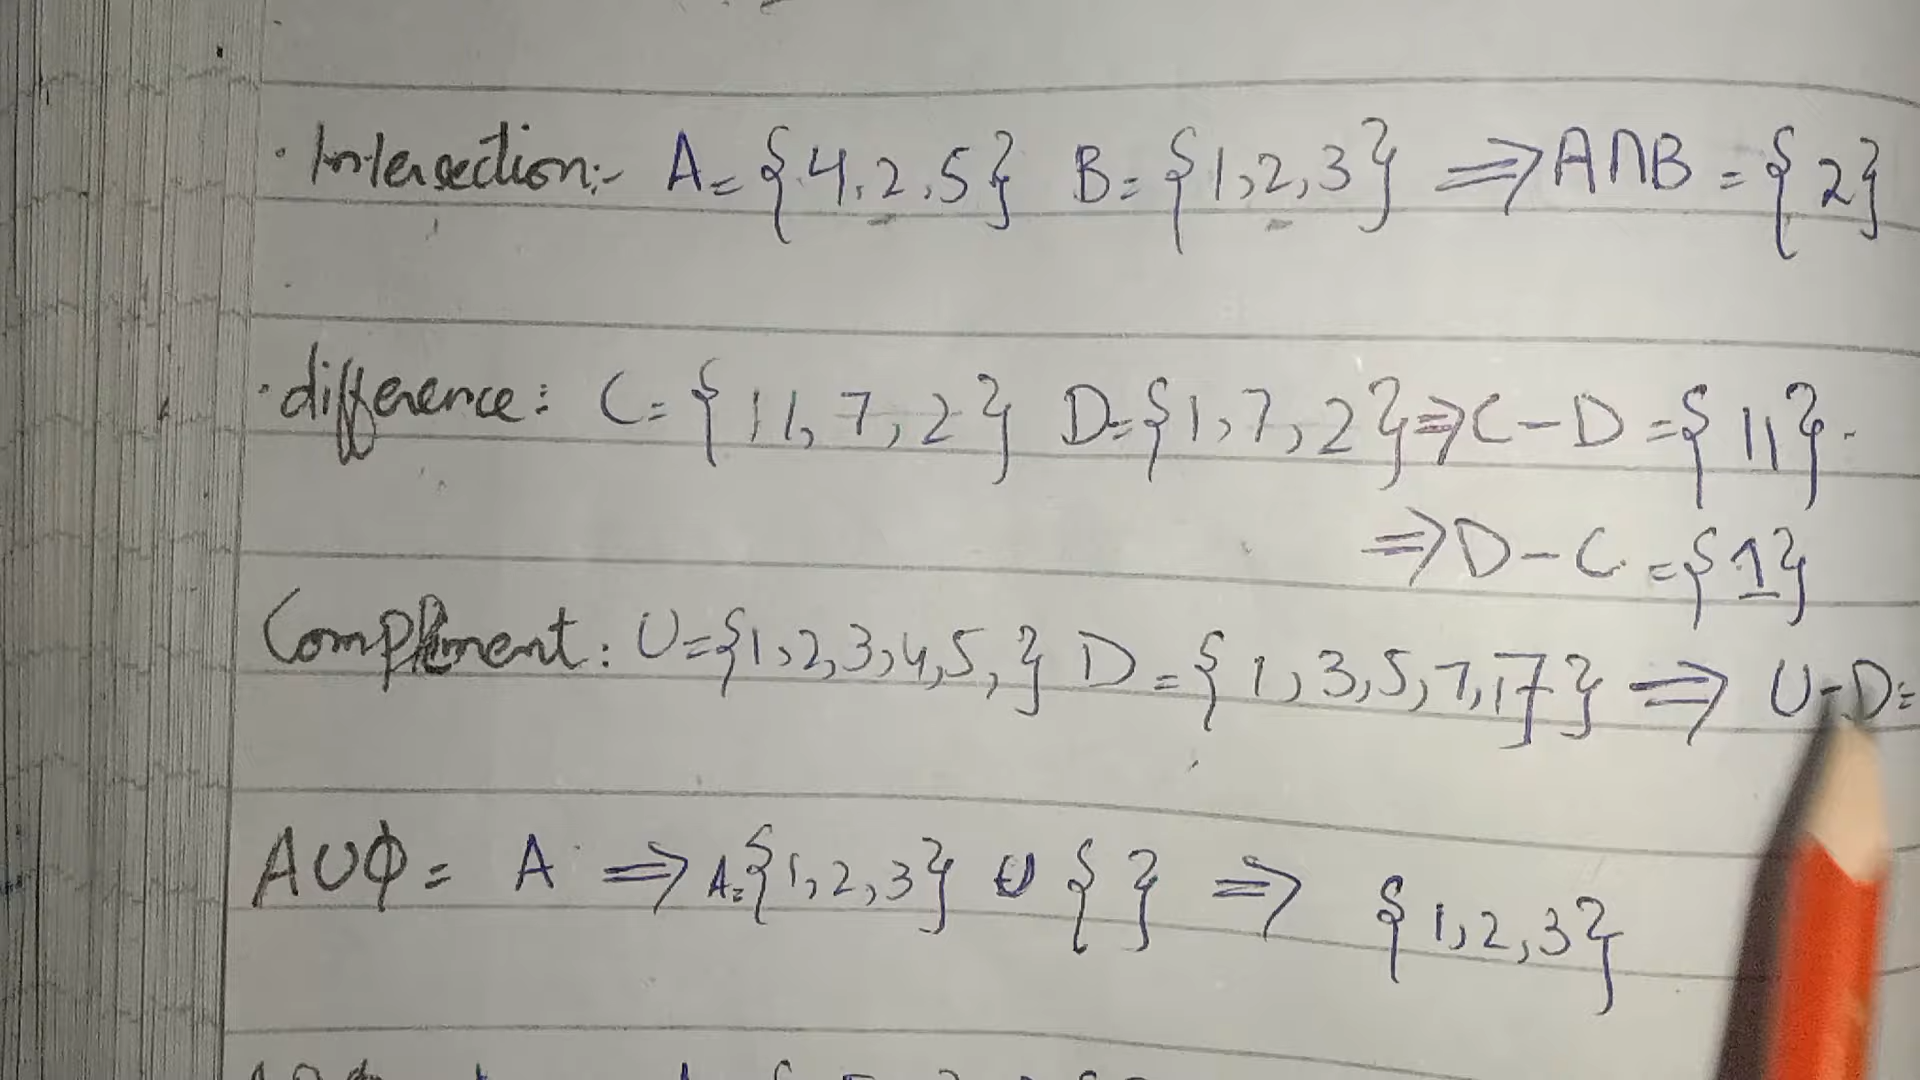 · Intersection:- A = {4, 2, 5} B = {1, 2, 3} ⟹ A∩B = {2}
· difference: C = {11, 7, 2} D = {1, 7, 2} ⇒ C - D = {11}.
⇒ D - C = {1}
Complment: U = {1, 2, 3, 4, 5, } D = {1, 3, 5, 7, 17} ⟹ U - D =
A∪Φ = A ⟹ A = {1, 2, 3} ∪ { } ⟹ {1, 2, 3}